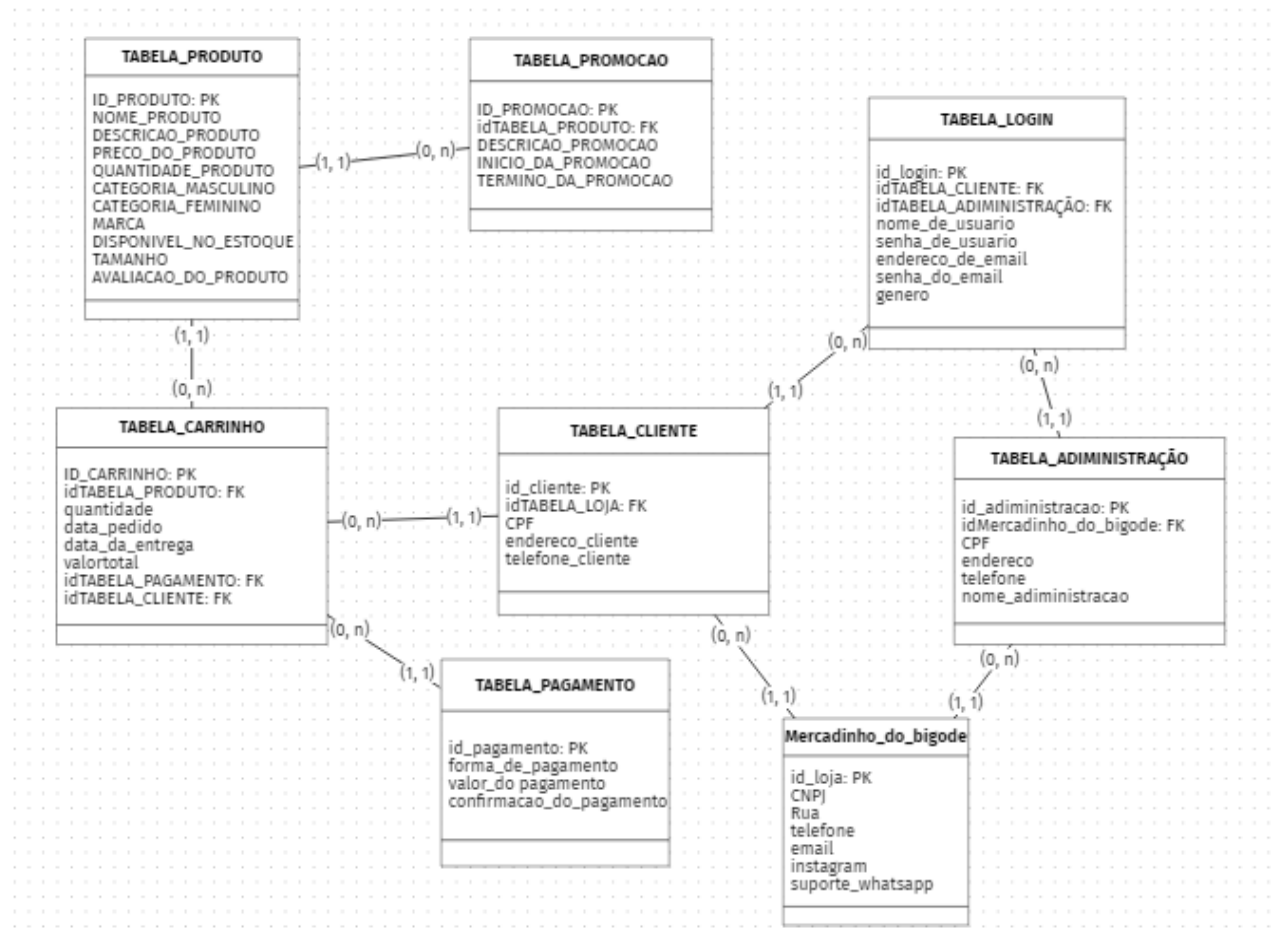 TABELA_PRODUTO
ID_PRODUTO: PK
NOME_PRODUTO
DESCRICAO_PRODUTO
PRECO_DO_PRODUTO
QUANTIDADE_PRODUTO
CATEGORIA_MASCULINO
CATEGORIA_FEMININO
MARCA
DISPONIVEL_NO_ESTOQUE
TAMANHO
AVALIACAO_DO_PRODUTO
(1, 1)
(0, n)
TABELA_PROMOCAO
ID_PROMOCAO: PK
idTABELA_PRODUTO: FK
DESCRICAO_PROMOCAO
INICIO_DA_PROMOCAO
TERMINO_DA_PROMOCAO
TABELA_LOGIN
id_login: PK
idTABELA_CLIENTE: FK
idTABELA_ADIMINISTRAÇÃO: FK
nome_de_usuario
senha_de_usuario
endereco_de_email
senha_do_email
genero
(1, 1)
(0, n)
(0, n)
(1, 1)
(0, n)
(1, 1)
TABELA_CARRINHO
ID_CARRINHO: PK
idTABELA_PRODUTO: FK
quantidade
data_pedido
data_da_entrega
valortotal
idTABELA_PAGAMENTO: FK
idTABELA_CLIENTE: FK
(0, n)
(1, 1)
TABELA_CLIENTE
id_cliente: PK
idTABELA_LOJA: FK
CPF
endereco_cliente
telefone_cliente
TABELA_ADIMINISTRAÇÃO
id_adiministracao: PK
idMercadinho_do_bigode: FK
CPF
endereco
telefone
nome_adiministracao
(0, n)
(1, 1)
(0, n)
(1, 1)
(0, n)
(1, 1)
TABELA_PAGAMENTO
id_pagamento: PK
forma_de_pagamento
valor_do pagamento
confirmacao_do_pagamento
Mercadinho_do_bigode
id_loja: PK
CNPJ
Rua
telefone
email
instagram
suporte_whatsapp